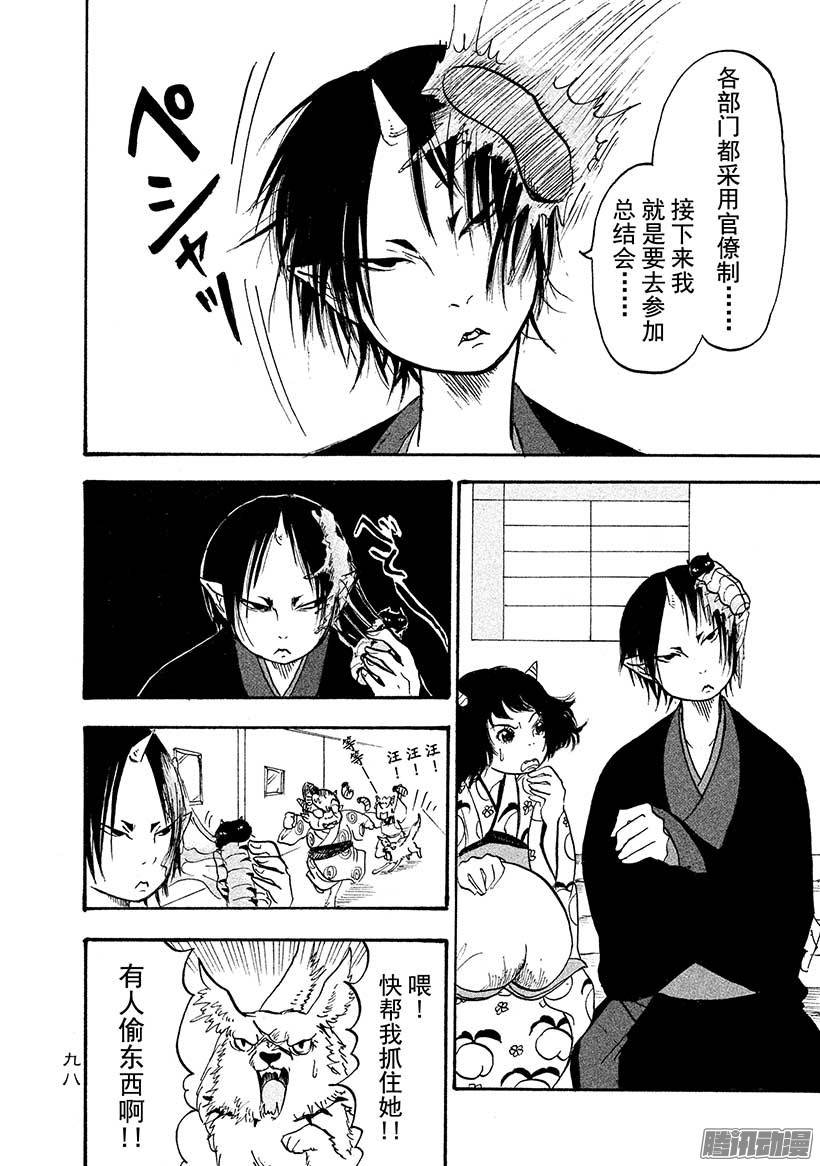 各部门都采用官僚制……
接下来我
就是要去参加
总结会……
ペシャッ
等等——
汪！
汪！
汪！
喂！
快帮我抓住她!!
有人偷东西啊!!
九八
腾讯动漫